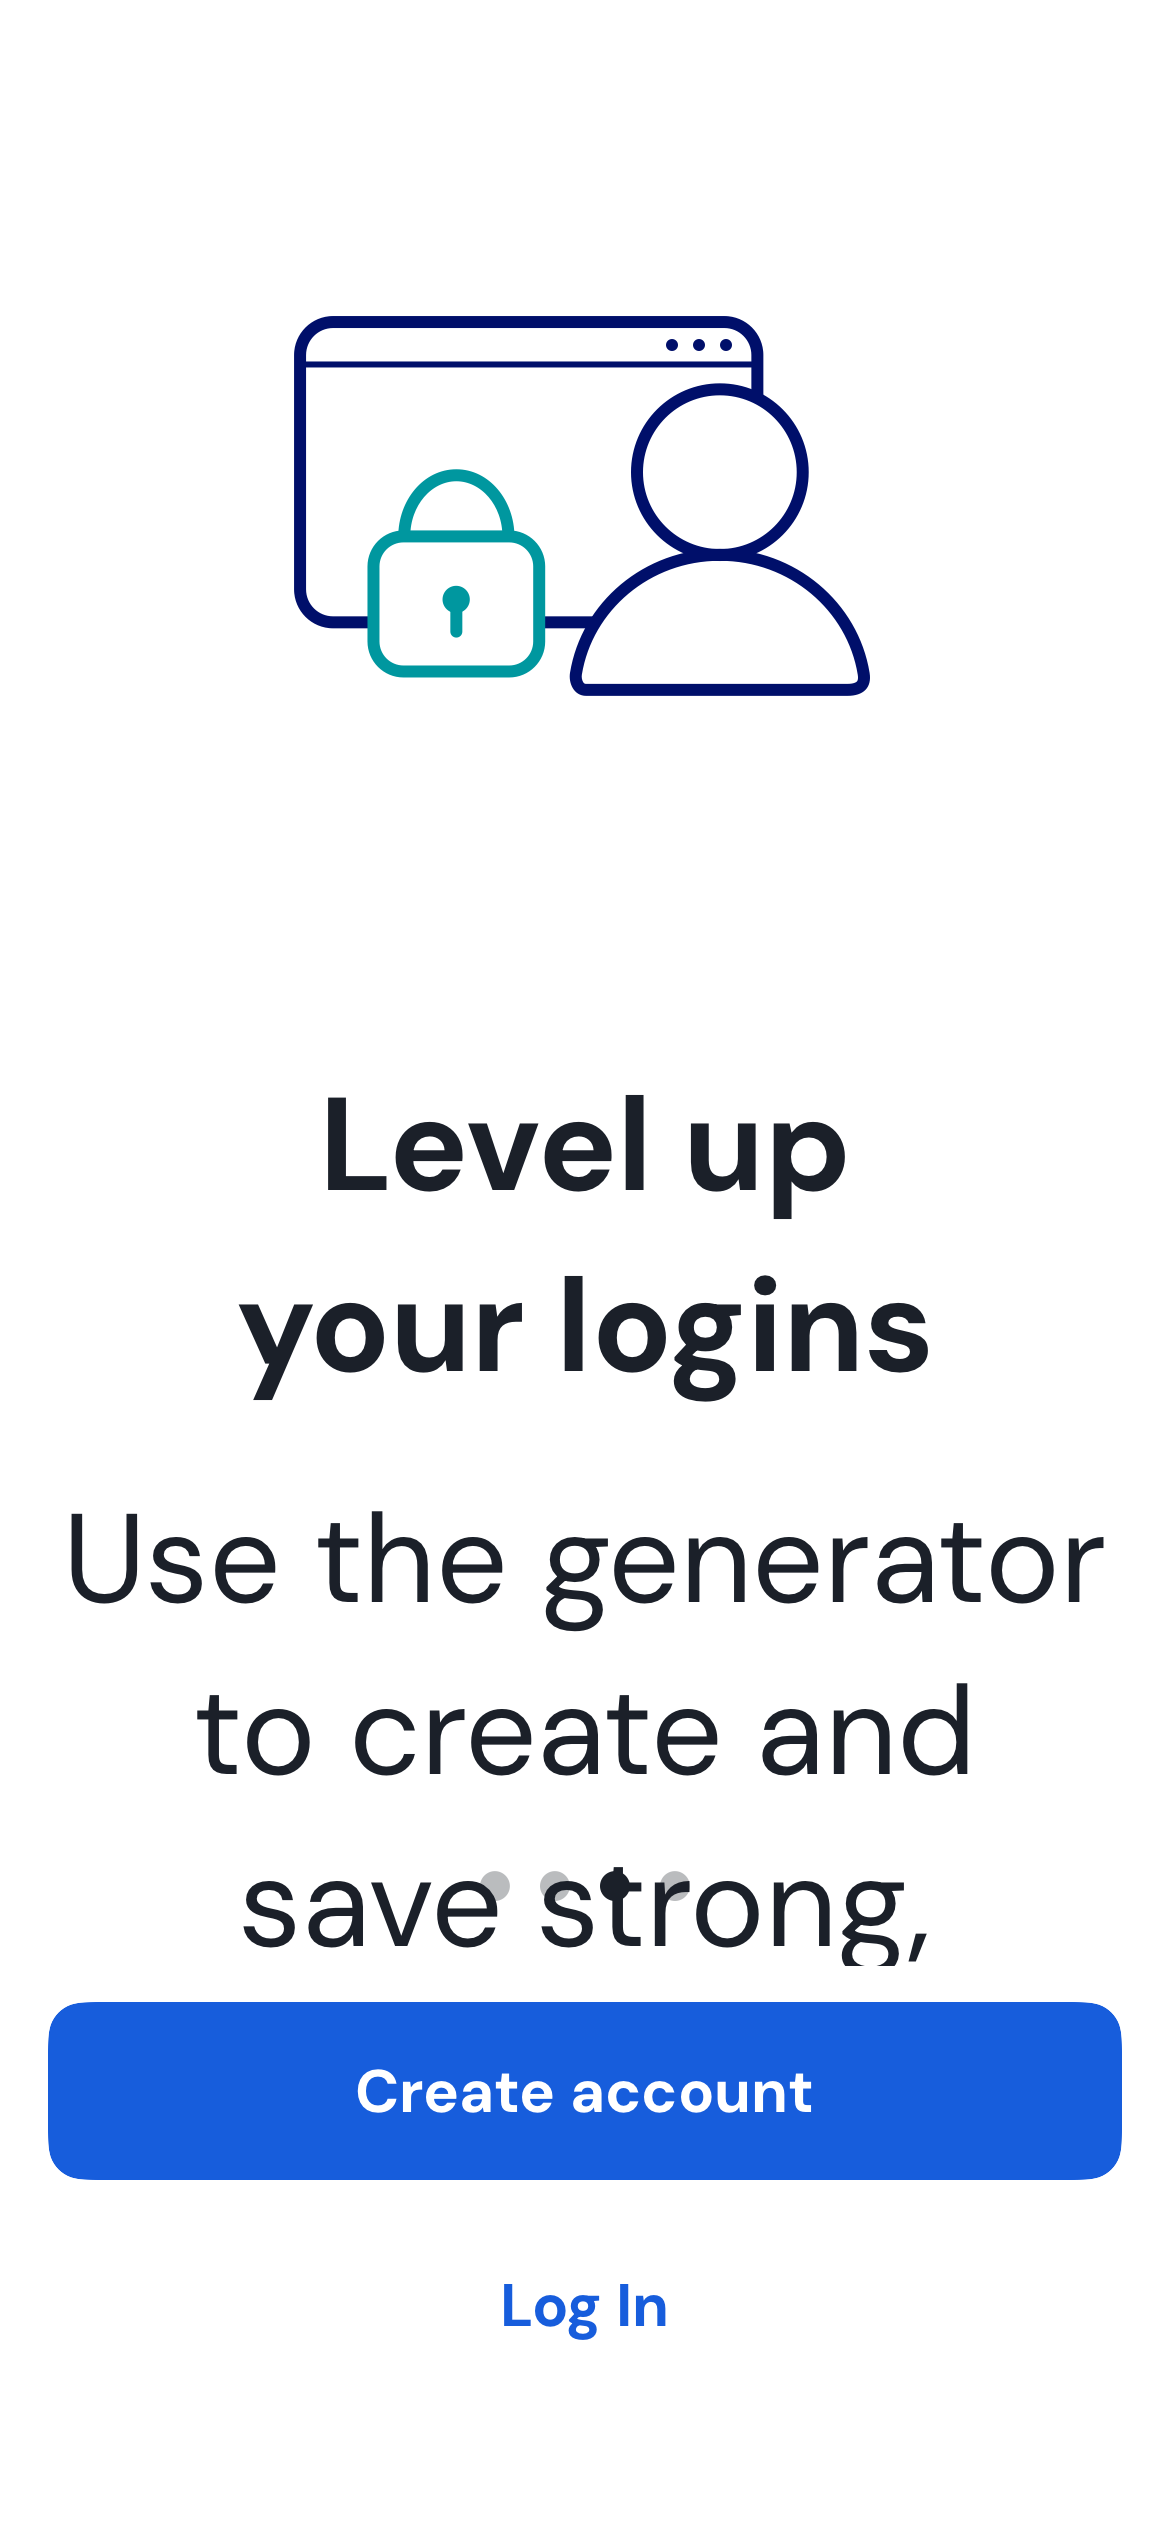 Level up
your logins
Use the generator
to create and
save strong,
Create account
Log In